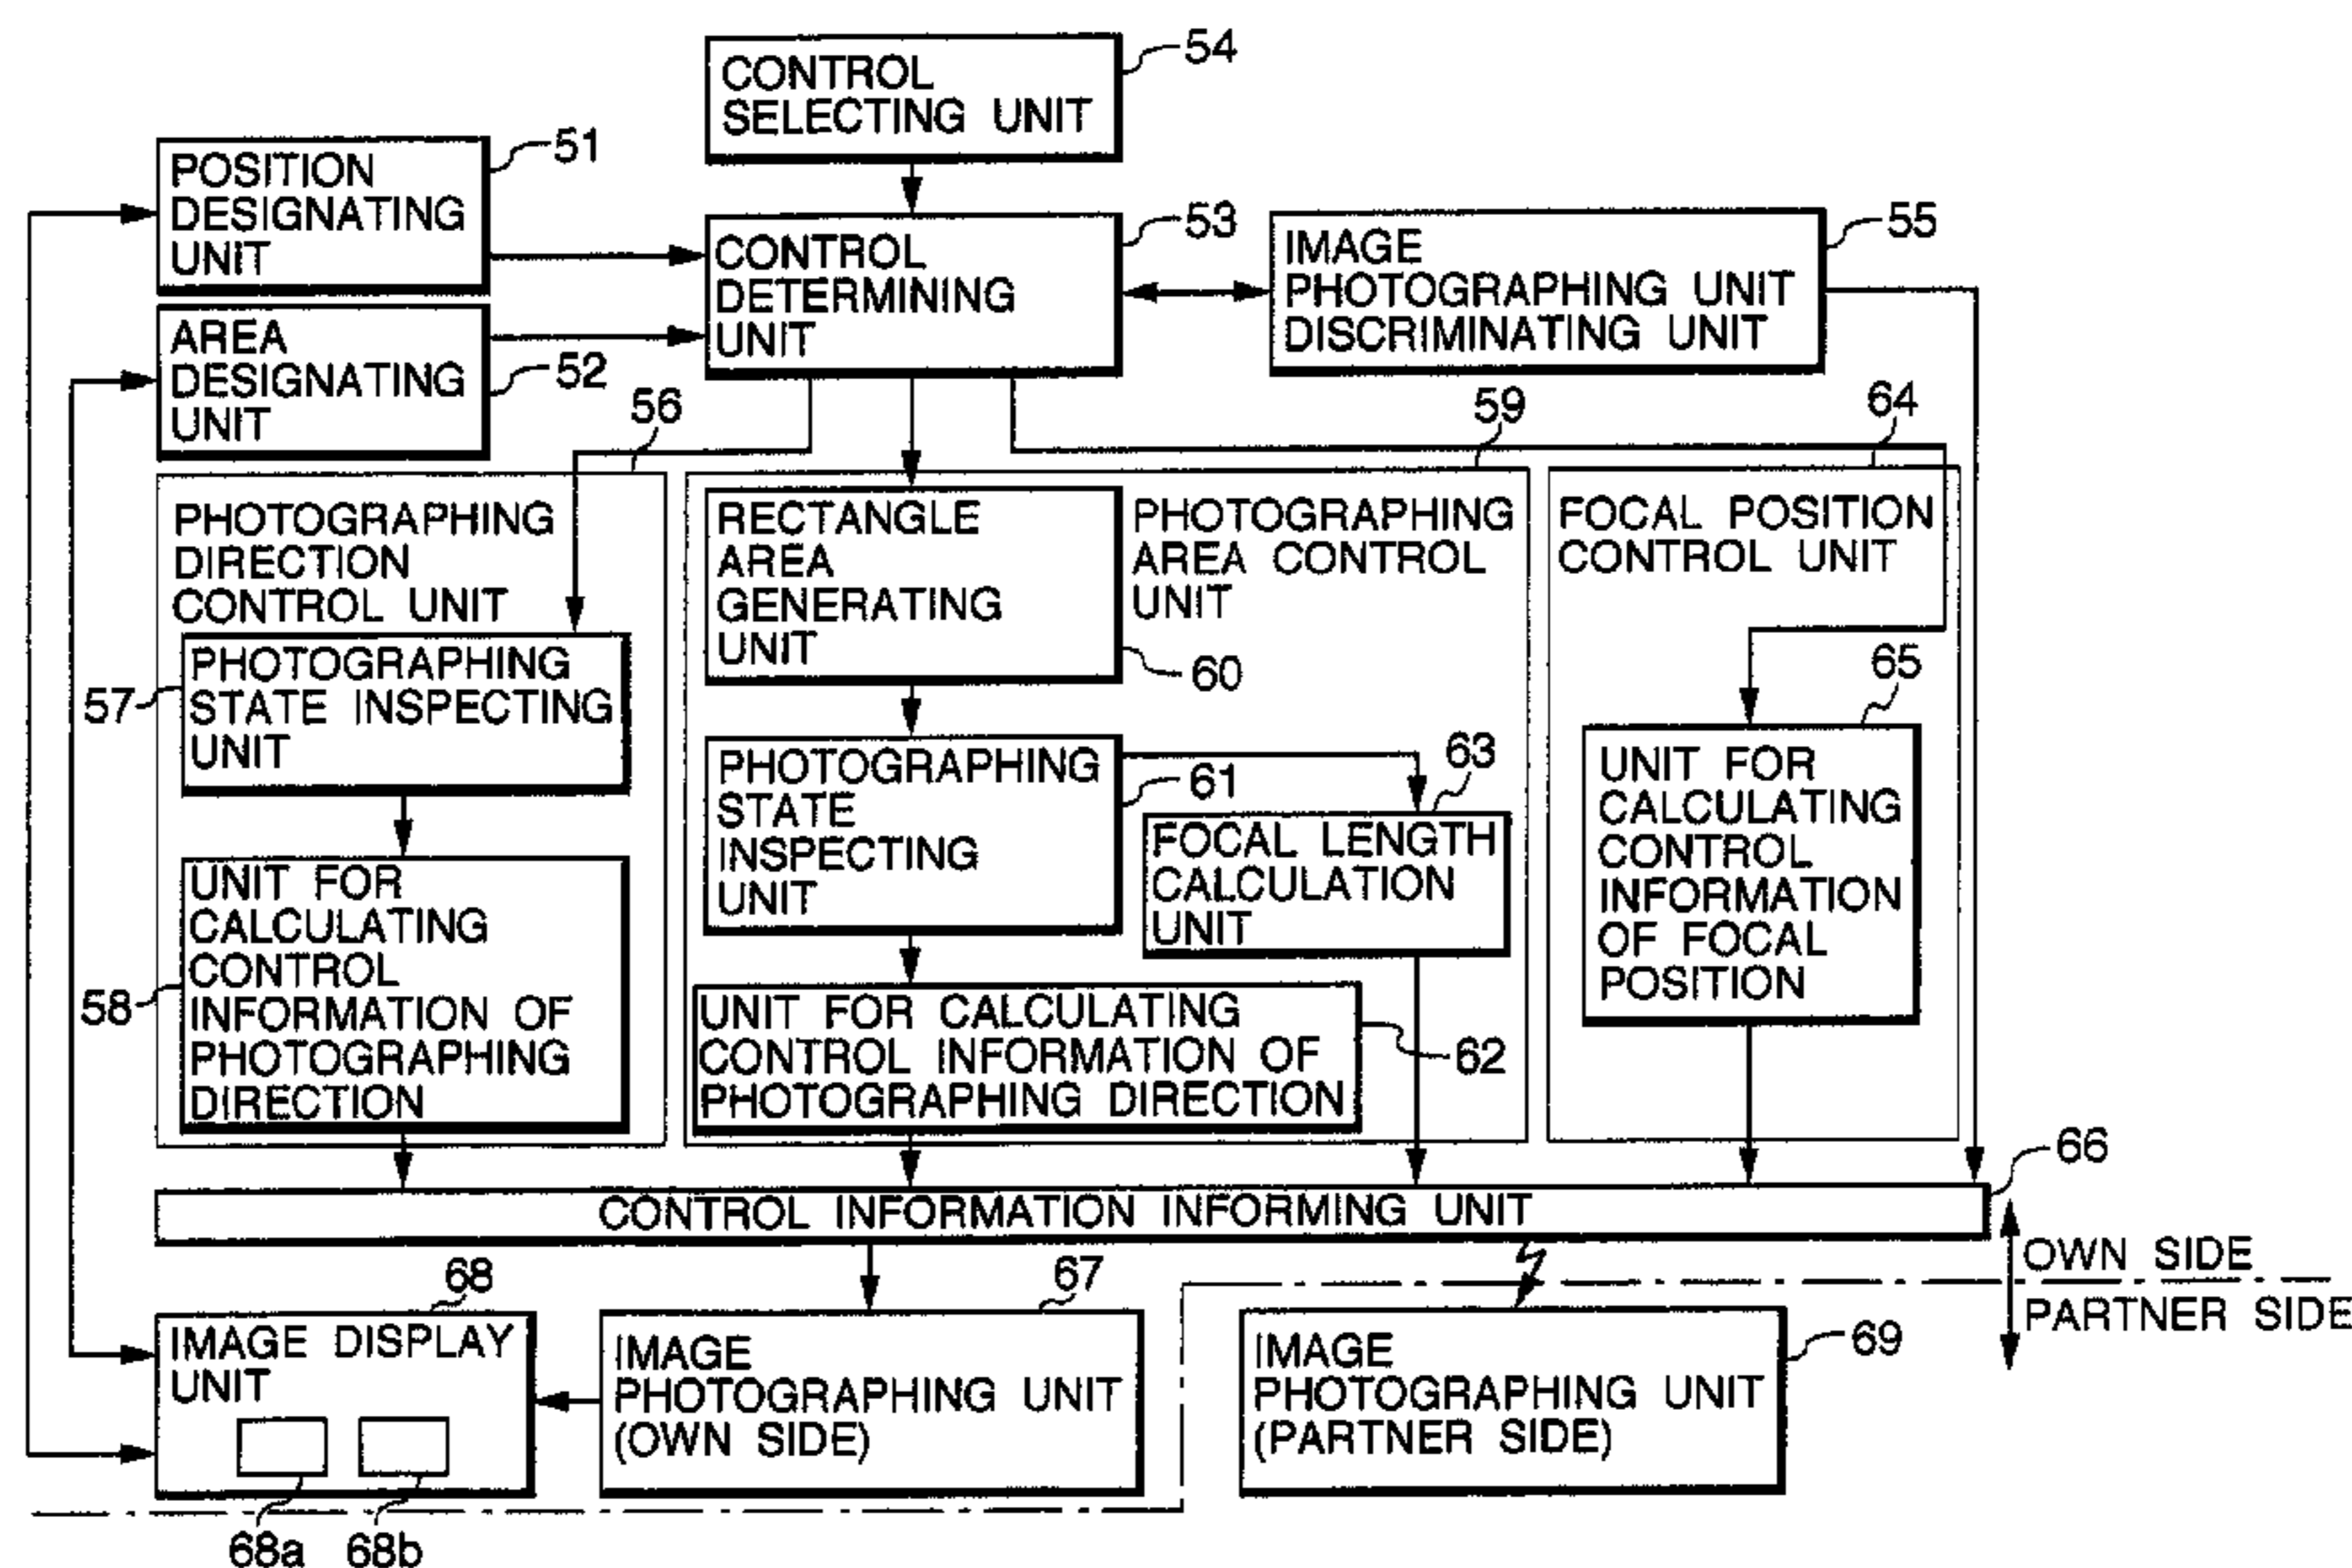 CONTROL
SELECTING UNIT
54
POSITION
DESIGNATING
UNIT
51
CONTROL
DETERMINING
UNIT
53
IMAGE
PHOTOGRAPHING UNIT
DISCRIMINATING UNIT
55
AREA
DESIGNATING
UNIT
52
56
59
64
PHOTOGRAPHING
DIRECTION
CONTROL UNIT
RECTANGLE
AREA
GENERATING
UNIT
60
PHOTOGRAPHING
AREA CONTROL
UNIT
FOCAL POSITION
CONTROL UNIT
57
PHOTOGRAPHING
STATE INSPECTING
UNIT
PHOTOGRAPHING
STATE
INSPECTING
UNIT
61
63
FOCAL LENGTH
CALCULATION
UNIT
65
UNIT FOR
CALCULATING
CONTROL
INFORMATION
OF FOCAL
POSITION
58
UNIT FOR
CALCULATING
CONTROL
INFORMATION OF
PHOTOGRAPHING
DIRECTION
UNIT FOR CALCULATING
CONTROL INFORMATION OF
PHOTOGRAPHING DIRECTION
62
CONTROL INFORMATION INFORMING UNIT
66
OWN SIDE
PARTNER SIDE
68
IMAGE DISPLAY
UNIT
68a
68b
67
IMAGE
PHOTOGRAPHING UNIT
(OWN SIDE)
IMAGE
PHOTOGRAPHING UNIT
(PARTNER SIDE)
69